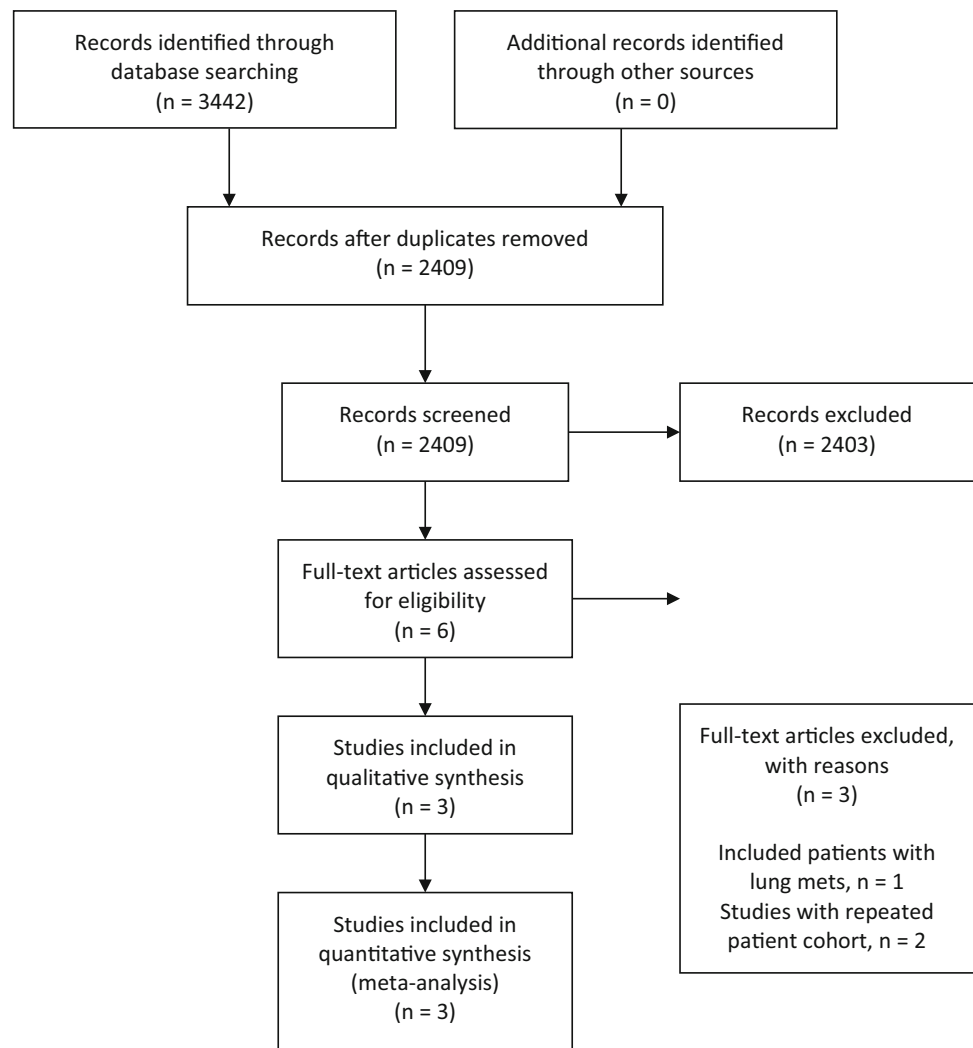 Records identified through
database searching
(n = 3442)
Additional records identified
through other sources
(n = 0)
Records after duplicates removed
(n = 2409)
Records screened
(n = 2409)
Records excluded
(n = 2403)
Full-text articles assessed
for eligibility
(n = 6)
Full-text articles excluded,
with reasons
(n = 3)
Included patients with
lung mets, n = 1
Studies with repeated
patient cohort, n = 2
Studies included in
qualitative synthesis
(n = 3)
Studies included in
quantitative synthesis
(meta-analysis)
(n = 3)